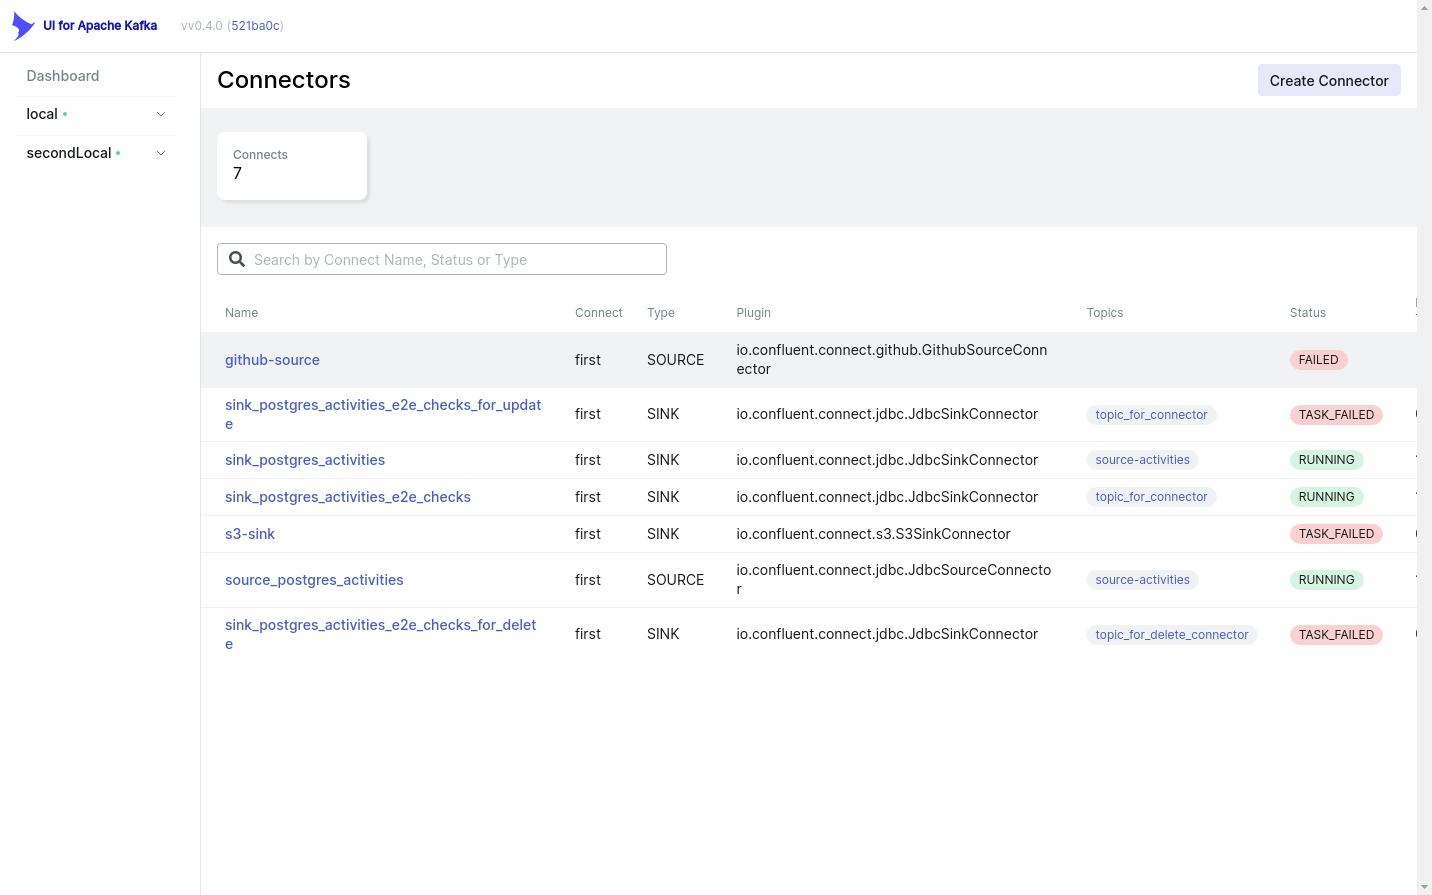 UI for Apache Kafka vv0.4.0 (521ba0c)
Dashboard
local
secondLocal
Connectors
Create Connector
Connects
7
Search by Connect Name, Status or Type
Name Connect Type Plugin Topics Status
github-source first SOURCE io.confluent.connect.github.GithubSourceConn
ector FAILED
sink_postgres_activities_e2e_checks_for_updat
e first SINK io.confluent.connect.jdbc.JdbcSinkConnector topic_for_connector TASK_FAILED
sink_postgres_activities first SINK io.confluent.connect.jdbc.JdbcSinkConnector source-activities RUNNING
sink_postgres_activities_e2e_checks first SINK io.confluent.connect.jdbc.JdbcSinkConnector topic_for_connector RUNNING
s3-sink first SINK io.confluent.connect.s3.S3SinkConnector TASK_FAILED
source_postgres_activities first SOURCE io.confluent.connect.jdbc.JdbcSourceConnecto
r source-activities RUNNING
sink_postgres_activities_e2e_checks_for_delet
e first SINK io.confluent.connect.jdbc.JdbcSinkConnector topic_for_delete_connector TASK_FAILED